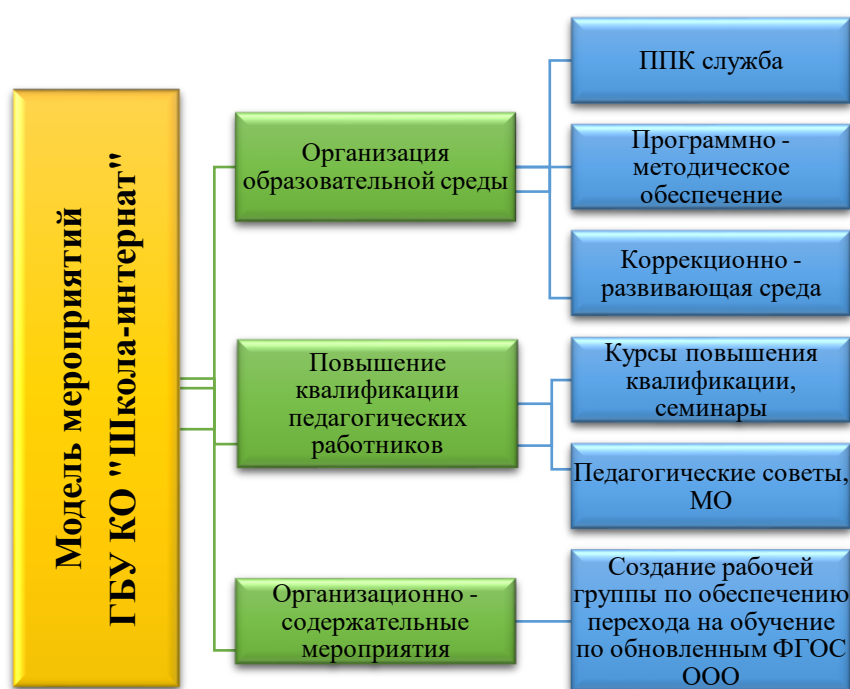 Модель мероприятий
ГБУ КО "Школа-интернат"
Организация
образовательной среды
ППК служба
Программно -
методическое
обеспечение
Коррекционно -
развивающая среда
Повышение
квалификации
педагогических
работников
Курсы повышения
квалификации,
семинары
Педагогические советы,
МО
Организационно -
содержательные
мероприятия
Создание рабочей
группы по обеспечению
перехода на обучение
по обновленным ФГОС
ООО